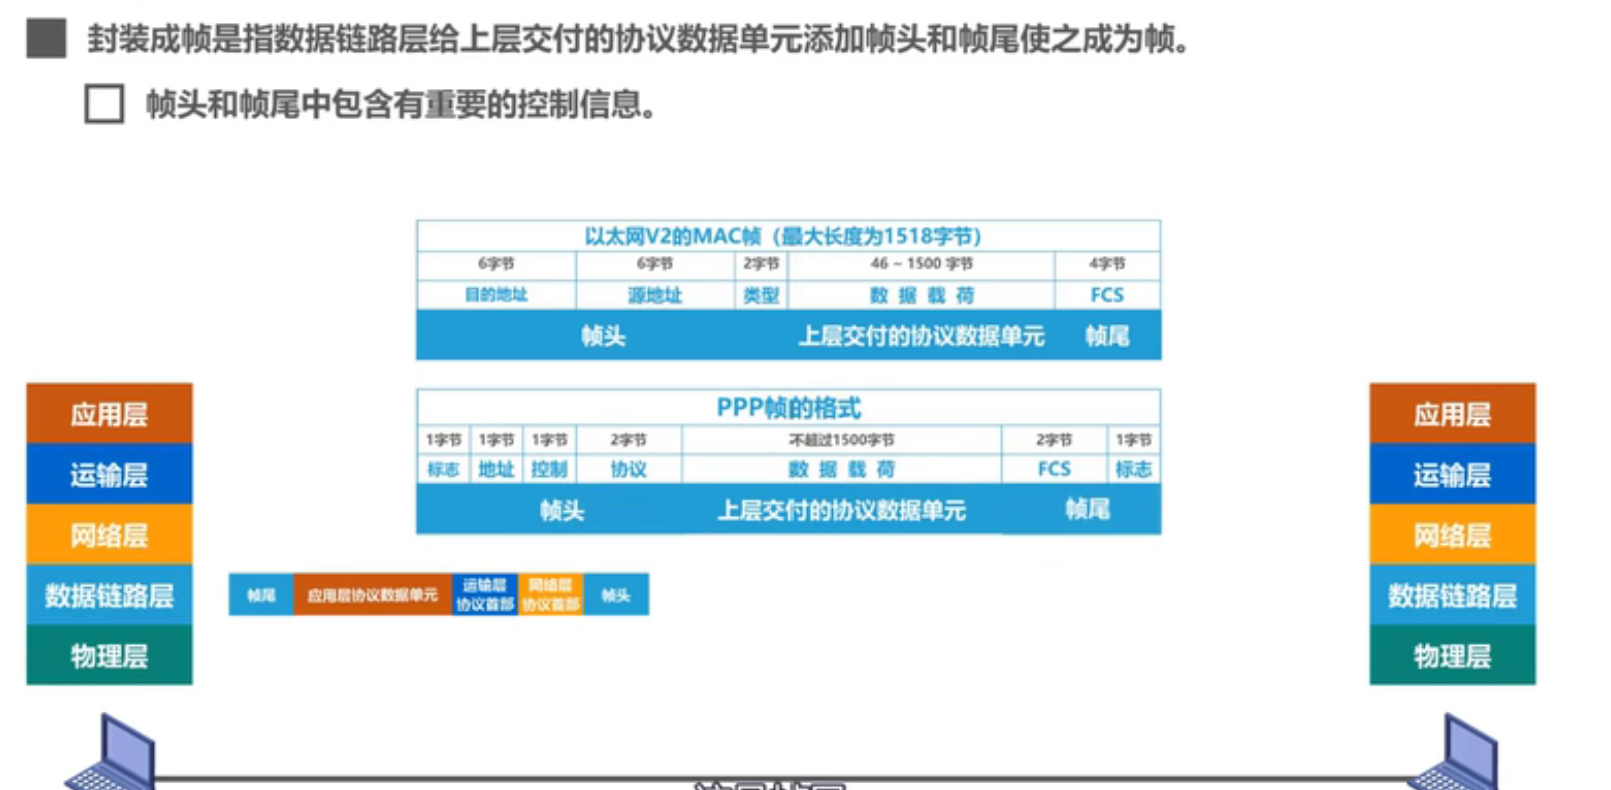 封装成帧是指数据链路层给上层交付的协议数据单元添加帧头和帧尾使之成为帧。
帧头和帧尾中包含有重要的控制信息。
以太网V2的MAC帧（最大长度为1518字节）
6字节 6字节 2字节 46 ~ 1500 字节 4字节
目的地址 源地址 类型 数 据 载 荷 FCS
帧头 上层交付的协议数据单元 帧尾
PPP帧的格式
1字节 1字节 1字节 2字节 不超过1500字节 2字节 1字节
标志 地址 控制 协议 数 据 载 荷 FCS 标志
帧头 上层交付的协议数据单元 帧尾
应用层
运输层
网络层
数据链路层
物理层
帧尾 应用层协议数据单元 运输层协议首部 网络层协议首部 帧头
应用层
运输层
网络层
数据链路层
物理层